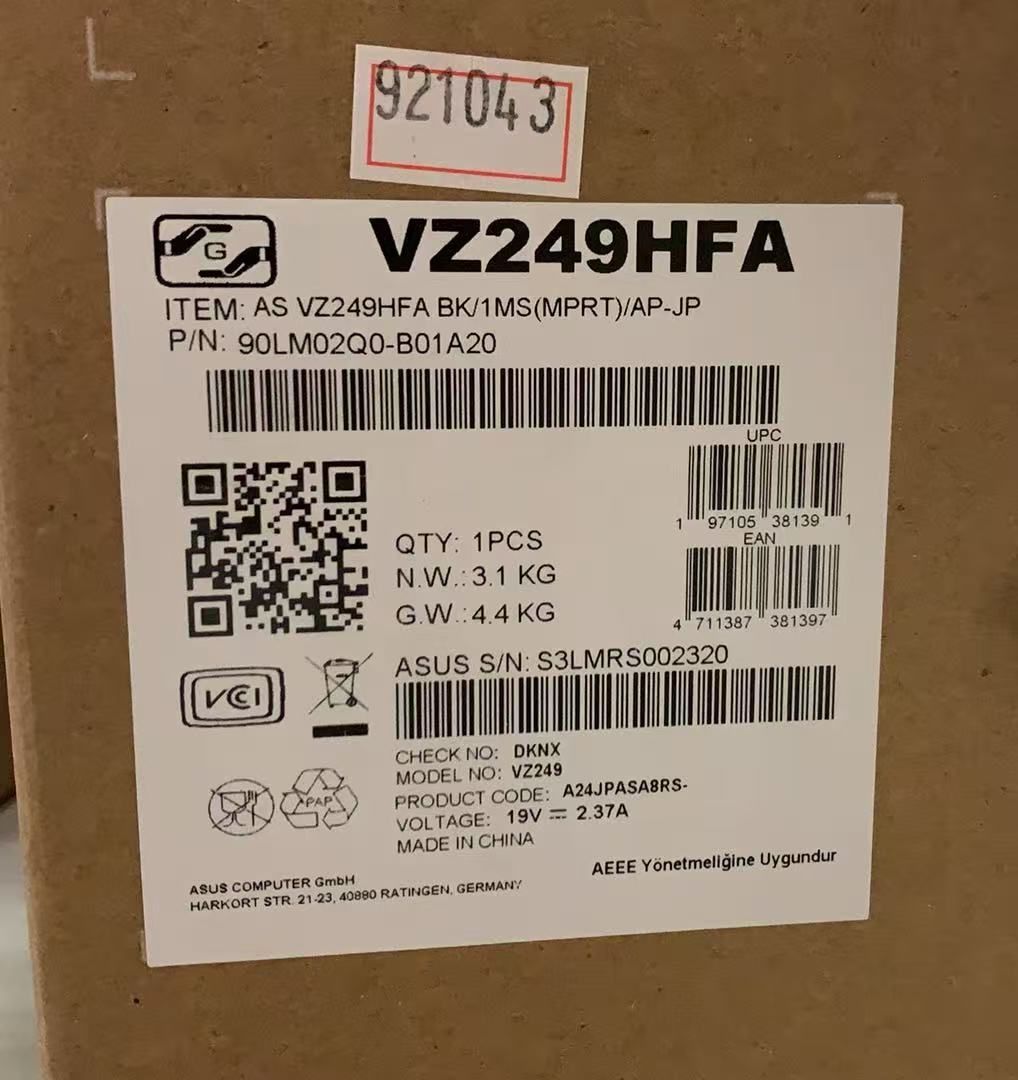 921043
G
VZ249HFA
ITEM: AS VZ249HFA BK/1MS(MPRT)/AP-JP
P/N: 90LM02Q0-B01A20
UPC
1 97105 38139 1
EAN
4 711387 381397
QTY: 1PCS
N.W.: 3.1 KG
G.W.: 4.4 KG
ASUS S/N: S3LMRS002320
VCCI
CHECK NO: DKNX
MODEL NO: VZ249
PRODUCT CODE: A24JPASA8RS-
VOLTAGE: 19V ⎓ 2.37A
MADE IN CHINA
PAP
AEEE Yönetmeliğine Uygundur
ASUS COMPUTER GmbH
HARKORT STR. 21-23, 40880 RATINGEN, GERMANY